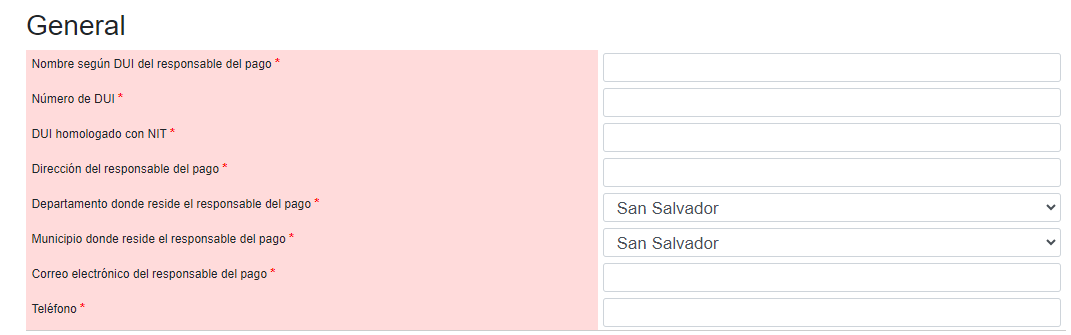 General
Nombre según DUI del responsable del pago *
Número de DUI *
DUI homologado con NIT *
Dirección del responsable del pago *
Departamento donde reside el responsable del pago * San Salvador
Municipio donde reside el responsable del pago * San Salvador
Correo electrónico del responsable del pago *
Teléfono *